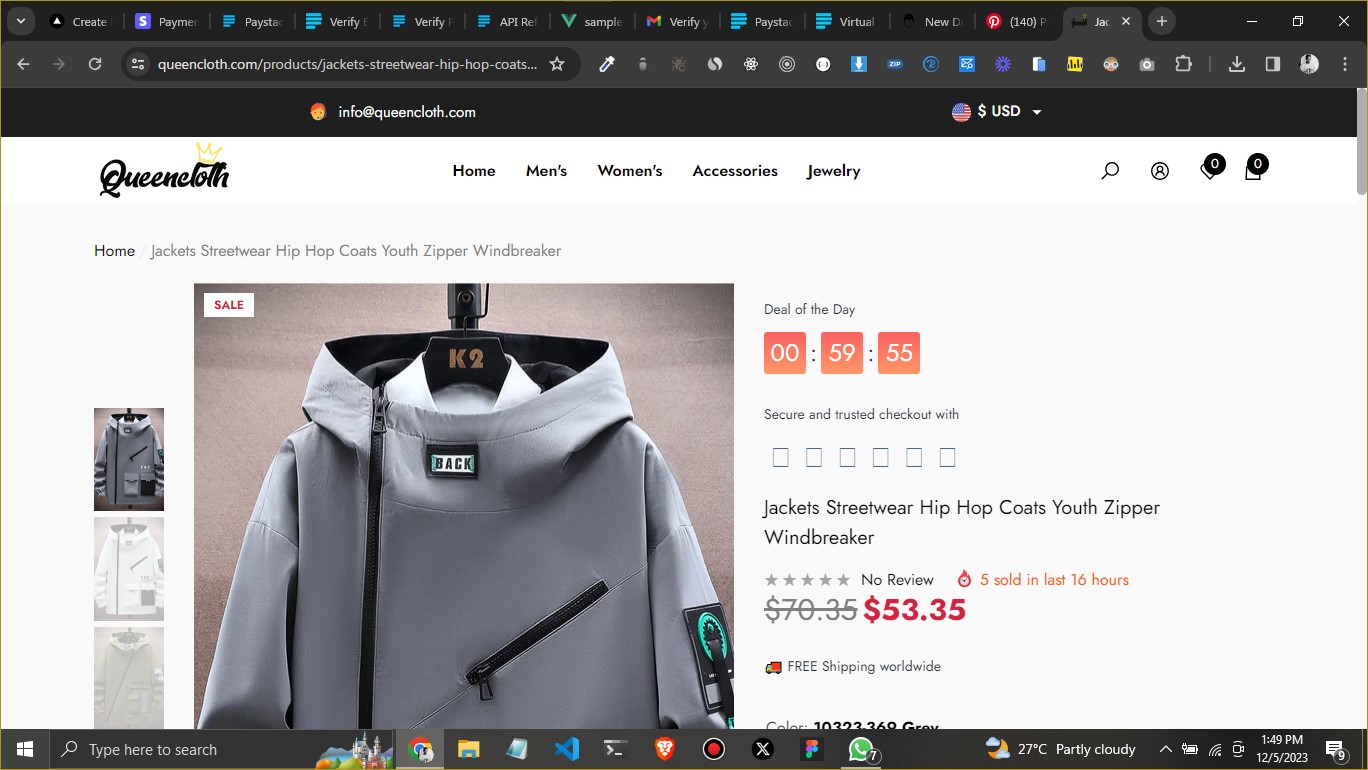 Create
Paymer
Paystac
Verify E
Verify F
API Ref
sample
Verify y
Paystac
Virtual
New D
(140) P
Jac
queencloth.com/products/jackets-streetwear-hip-hop-coats...
ZIP
info@queencloth.com
$ USD
Queencloth
Home
Men's
Women's
Accessories
Jewelry
0
0
Home / Jackets Streetwear Hip Hop Coats Youth Zipper Windbreaker
SALE
K2
BACK
Deal of the Day
00 : 59 : 55
Secure and trusted checkout with
Jackets Streetwear Hip Hop Coats Youth Zipper
Windbreaker
No Review
5 sold in last 16 hours
$70.35 $53.35
FREE Shipping worldwide
Color: 10323 369 Grey
Type here to search
7
27°C Partly cloudy
1:49 PM
12/5/2023
9